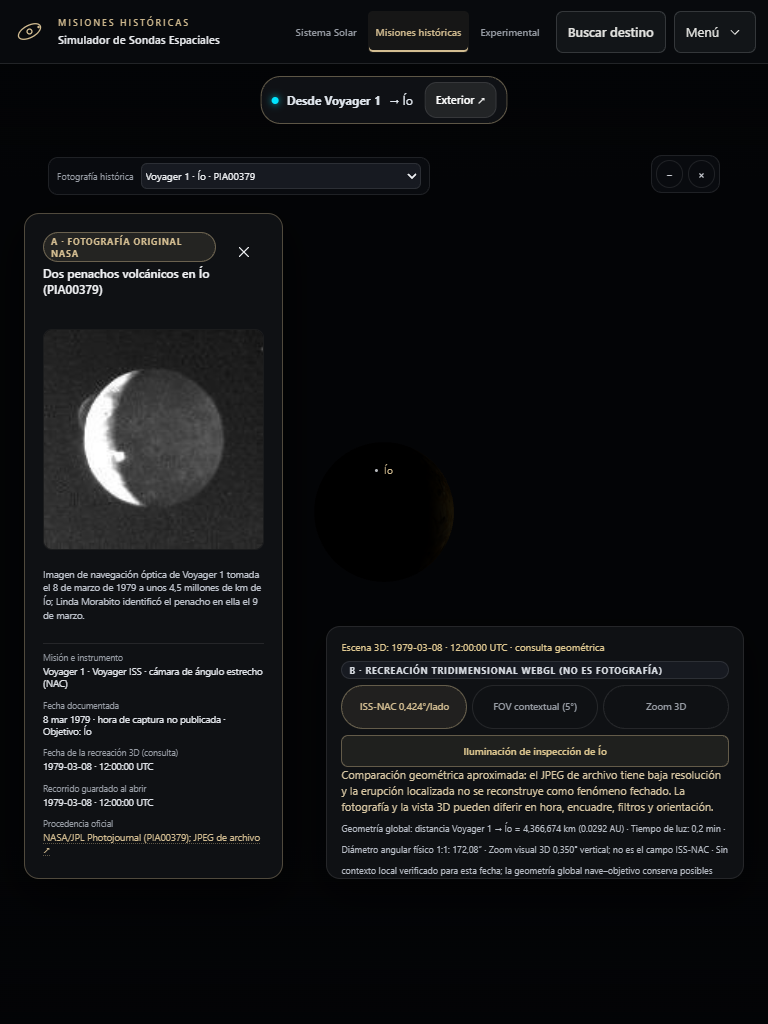 MISIONES HISTÓRICAS
Simulador de Sondas Espaciales
Sistema Solar
Misiones históricas
Experimental
Buscar destino
Menú
Desde Voyager 1 → Ío
Exterior ↗
Fotografía histórica
Voyager 1 · Ío · PIA00379
−
×
A · FOTOGRAFÍA ORIGINAL
NASA
Dos penachos volcánicos en Ío
(PIA00379)
Imagen de navegación óptica de Voyager 1 tomada
el 8 de marzo de 1979 a unos 4,5 millones de km de
Ío; Linda Morabito identificó el penacho en ella el 9
de marzo.
Misión e instrumento
Voyager 1 · Voyager ISS · cámara de ángulo estrecho
(NAC)
Fecha documentada
8 mar 1979 · hora de captura no publicada ·
Objetivo: Ío
Fecha de la recreación 3D (consulta)
1979-03-08 · 12:00:00 UTC
Recorrido guardado al abrir
1979-03-08 · 12:00:00 UTC
Procedencia oficial
NASA/JPL Photojournal (PIA00379); JPEG de archivo
↗
Ío
Escena 3D: 1979-03-08 · 12:00:00 UTC · consulta geométrica
B · RECREACIÓN TRIDIMENSIONAL WEBGL (NO ES FOTOGRAFÍA)
ISS-NAC 0,424°/lado
FOV contextual (5°)
Zoom 3D
Iluminación de inspección de Ío
Comparación geométrica aproximada: el JPEG de archivo tiene baja resolución
y la erupción localizada no se reconstruye como fenómeno fechado. La
fotografía y la vista 3D pueden diferir en hora, encuadre, filtros y orientación.
Geometría global: distancia Voyager 1 → Ío = 4,366,674 km (0.0292 AU) · Tiempo de luz: 0,2 min ·
Diámetro angular físico 1:1: 172,08″ · Zoom visual 3D 0,350° vertical; no es el campo ISS-NAC · Sin
contexto local verificado para esta fecha; la geometría global nave–objetivo conserva posibles